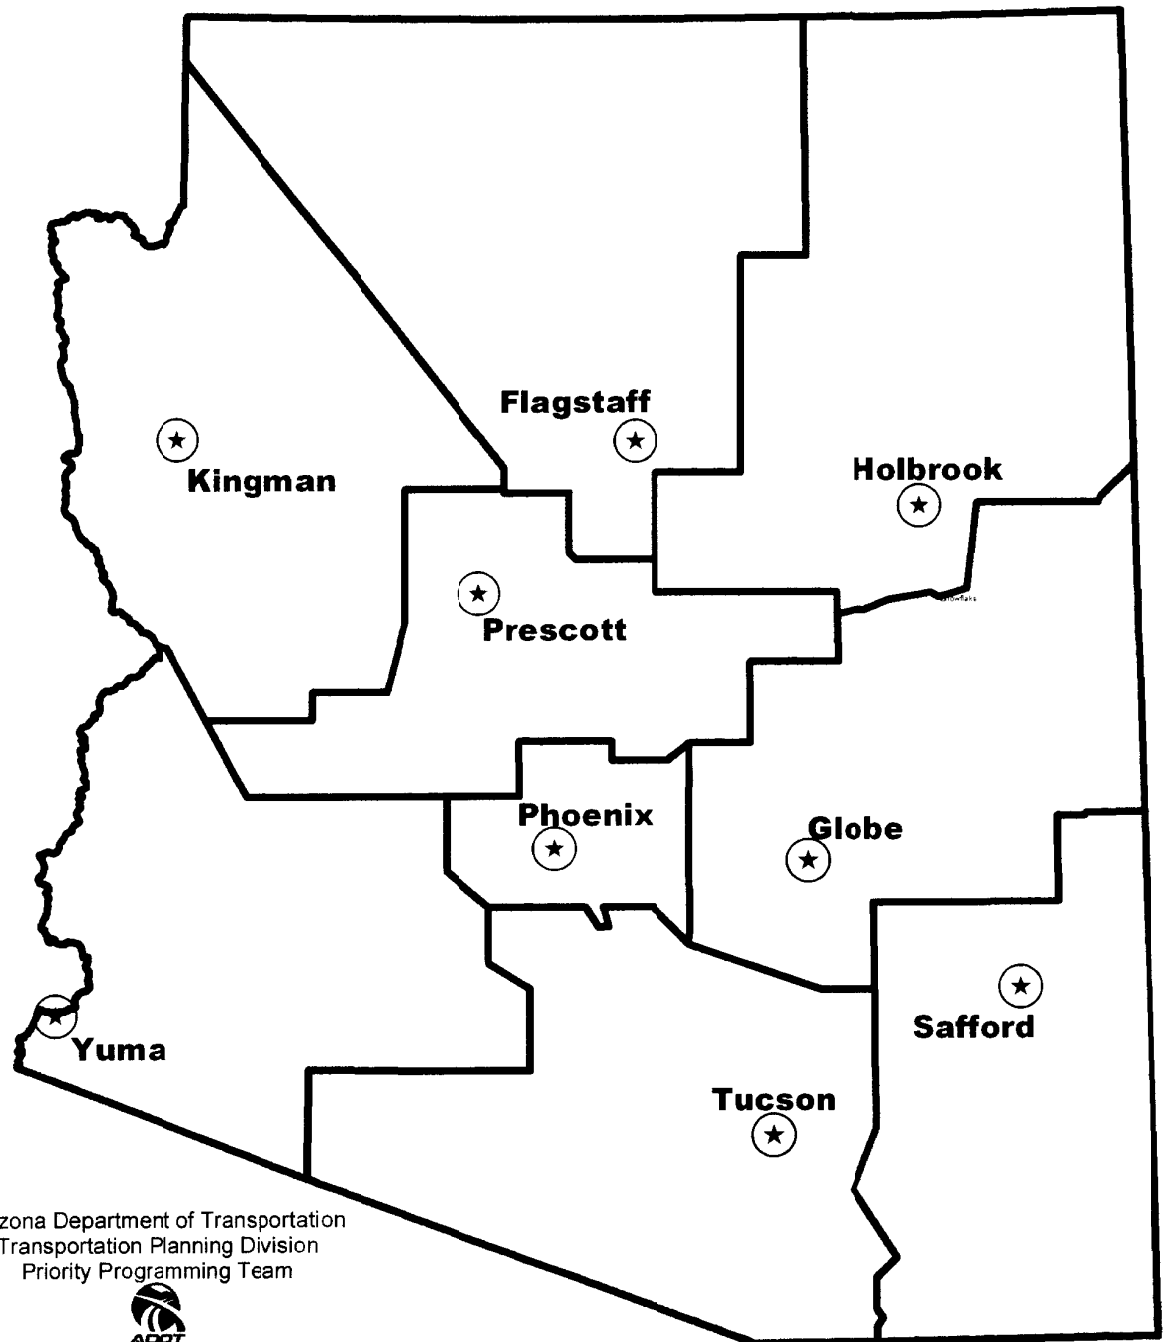 Flagstaff
Holbrook
Kingman
Prescott
Phoenix
Globe
Safford
Yuma
Tucson
zona Department of Transportation
Transportation Planning Division
Priority Programming Team
ADOT